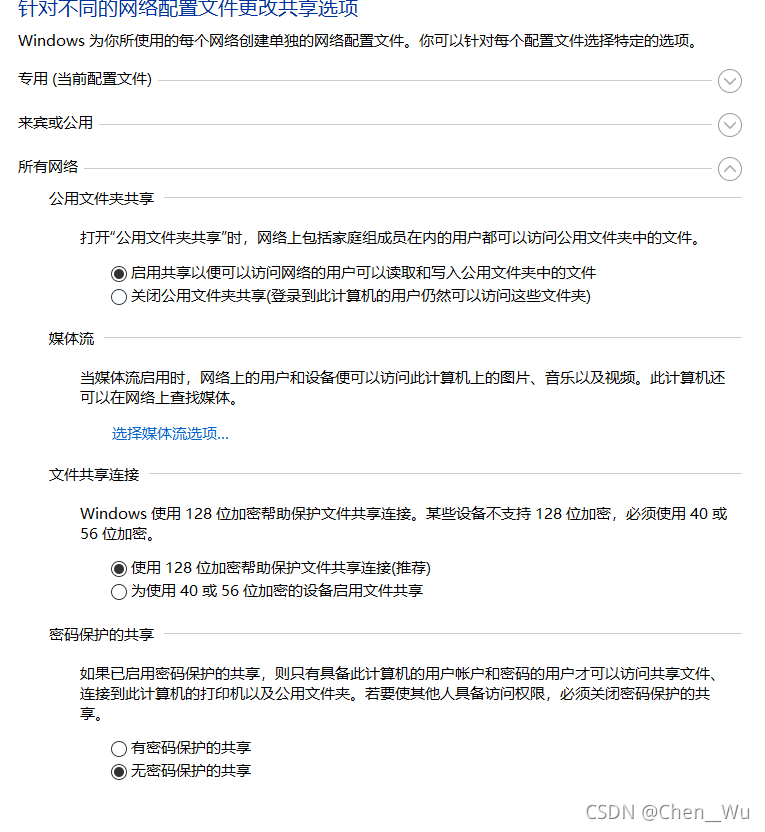 针对不同的网络配置文件更改共享选项
Windows 为你所使用的每个网络创建单独的网络配置文件。你可以针对每个配置文件选择特定的选项。
专用 (当前配置文件)
来宾或公用
所有网络
公用文件夹共享
打开“公用文件夹共享”时，网络上包括家庭组成员在内的用户都可以访问公用文件夹中的文件。
启用共享以便可以访问网络的用户可以读取和写入公用文件夹中的文件
关闭公用文件夹共享(登录到此计算机的用户仍然可以访问这些文件夹)
媒体流
当媒体流启用时，网络上的用户和设备便可以访问此计算机上的图片、音乐以及视频。此计算机还
可以在网络上查找媒体。
选择媒体流选项...
文件共享连接
Windows 使用 128 位加密帮助保护文件共享连接。某些设备不支持 128 位加密，必须使用 40 或
56 位加密。
使用 128 位加密帮助保护文件共享连接(推荐)
为使用 40 或 56 位加密的设备启用文件共享
密码保护的共享
如果已启用密码保护的共享，则只有具备此计算机的用户帐户和密码的用户才可以访问共享文件、
连接到此计算机的打印机以及公用文件夹。若要使其他人具备访问权限，必须关闭密码保护的共
享。
有密码保护的共享
无密码保护的共享
CSDN @Chen__Wu